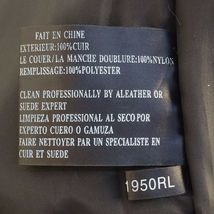 FAIT EN CHINE
EXTERIEUR:100%CUIR
LE COUER/LA MANCHE DOUBLURE:100%NYLON
REMPLISSAGE:100%POLYESTER
CLEAN PROFESSIONALLY BY ALEATHER OR
SUEDE EXPERT
LIMPIEZA PROFESIONAL AL SECO POR
EXPERTO CUERO O GAMUZA
FAIRE NETTOYER PAR UN SPECIALISTE EN
CUIR ET SUEDE
1950RL